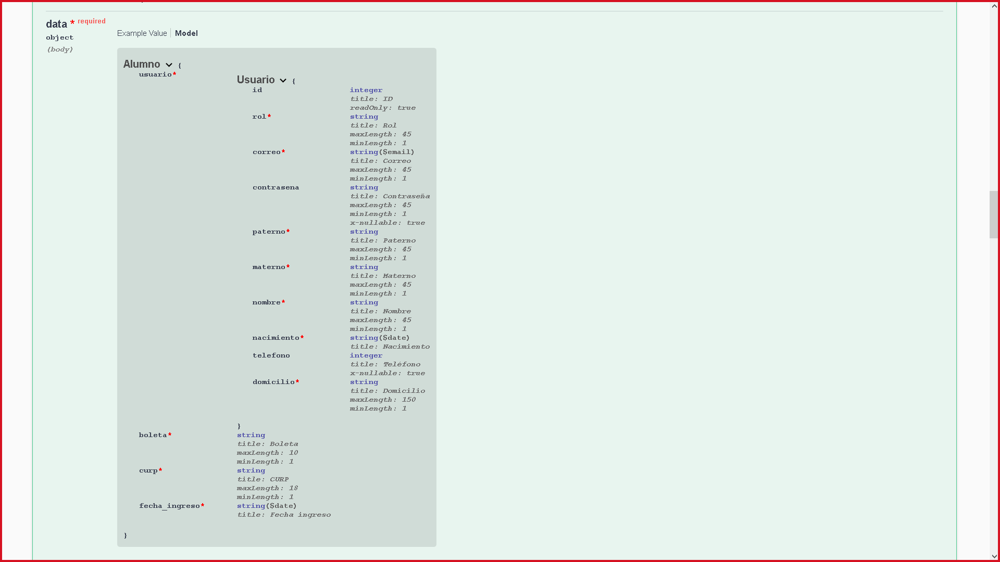 data * required
object
(body)
Example Value Model
Alumno {
usuario*
Usuario {
id integer
title: ID
readOnly: true
rol* string
title: Rol
maxLength: 45
minLength: 1
correo* string($email)
title: Correo
maxLength: 45
minLength: 1
contrasena string
title: Contraseña
maxLength: 45
minLength: 1
x-nullable: true
paterno* string
title: Paterno
maxLength: 45
minLength: 1
materno* string
title: Materno
maxLength: 45
minLength: 1
nombre* string
title: Nombre
maxLength: 45
minLength: 1
nacimiento* string($date)
title: Nacimiento
telefono integer
title: Teléfono
x-nullable: true
domicilio* string
title: Domicilio
maxLength: 150
minLength: 1
}
boleta* string
title: Boleta
maxLength: 10
minLength: 1
curp* string
title: CURP
maxLength: 18
minLength: 1
fecha_ingreso* string($date)
title: Fecha ingreso
}